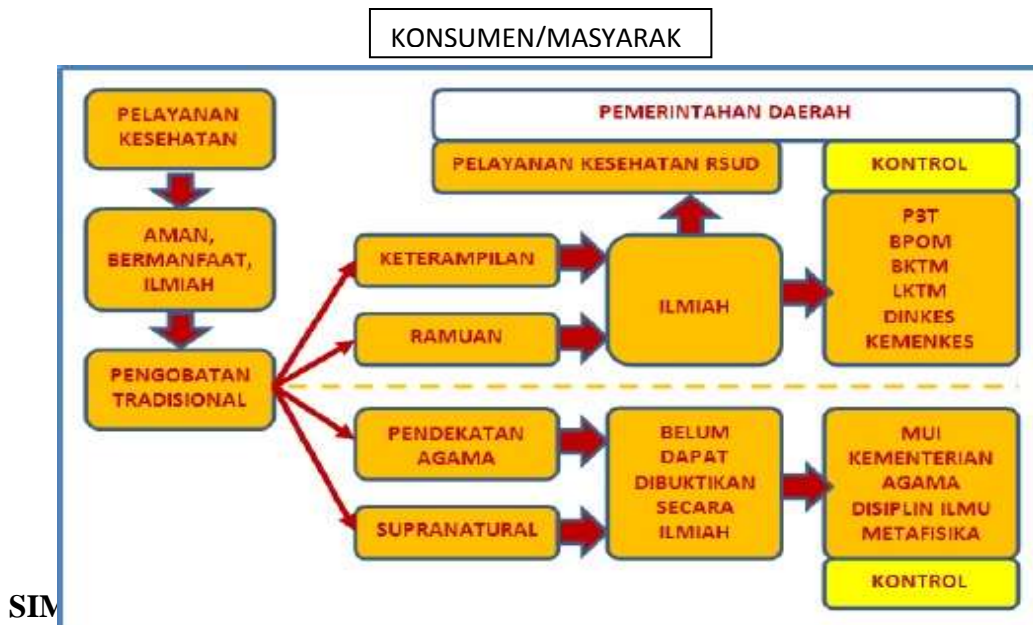 KONSUMEN/MASYARAK
PELAYANAN
KESEHATAN
AMAN,
BERMANFAAT,
ILMIAH
PENGOBATAN
TRADISIONAL
KETERAMPILAN
RAMUAN
PENDEKATAN
AGAMA
SUPRANATURAL
PEMERINTAHAN DAERAH
PELAYANAN KESEHATAN RSUD
ILMIAH
BELUM
DAPAT
DIBUKTIKAN
SECARA
ILMIAH
KONTROL
P3T
BPOM
BKTM
LKTM
DINKES
KEMENKES
MUI
KEMENTERIAN
AGAMA
DISIPLIN ILMU
METAFISIKA
KONTROL
SIM